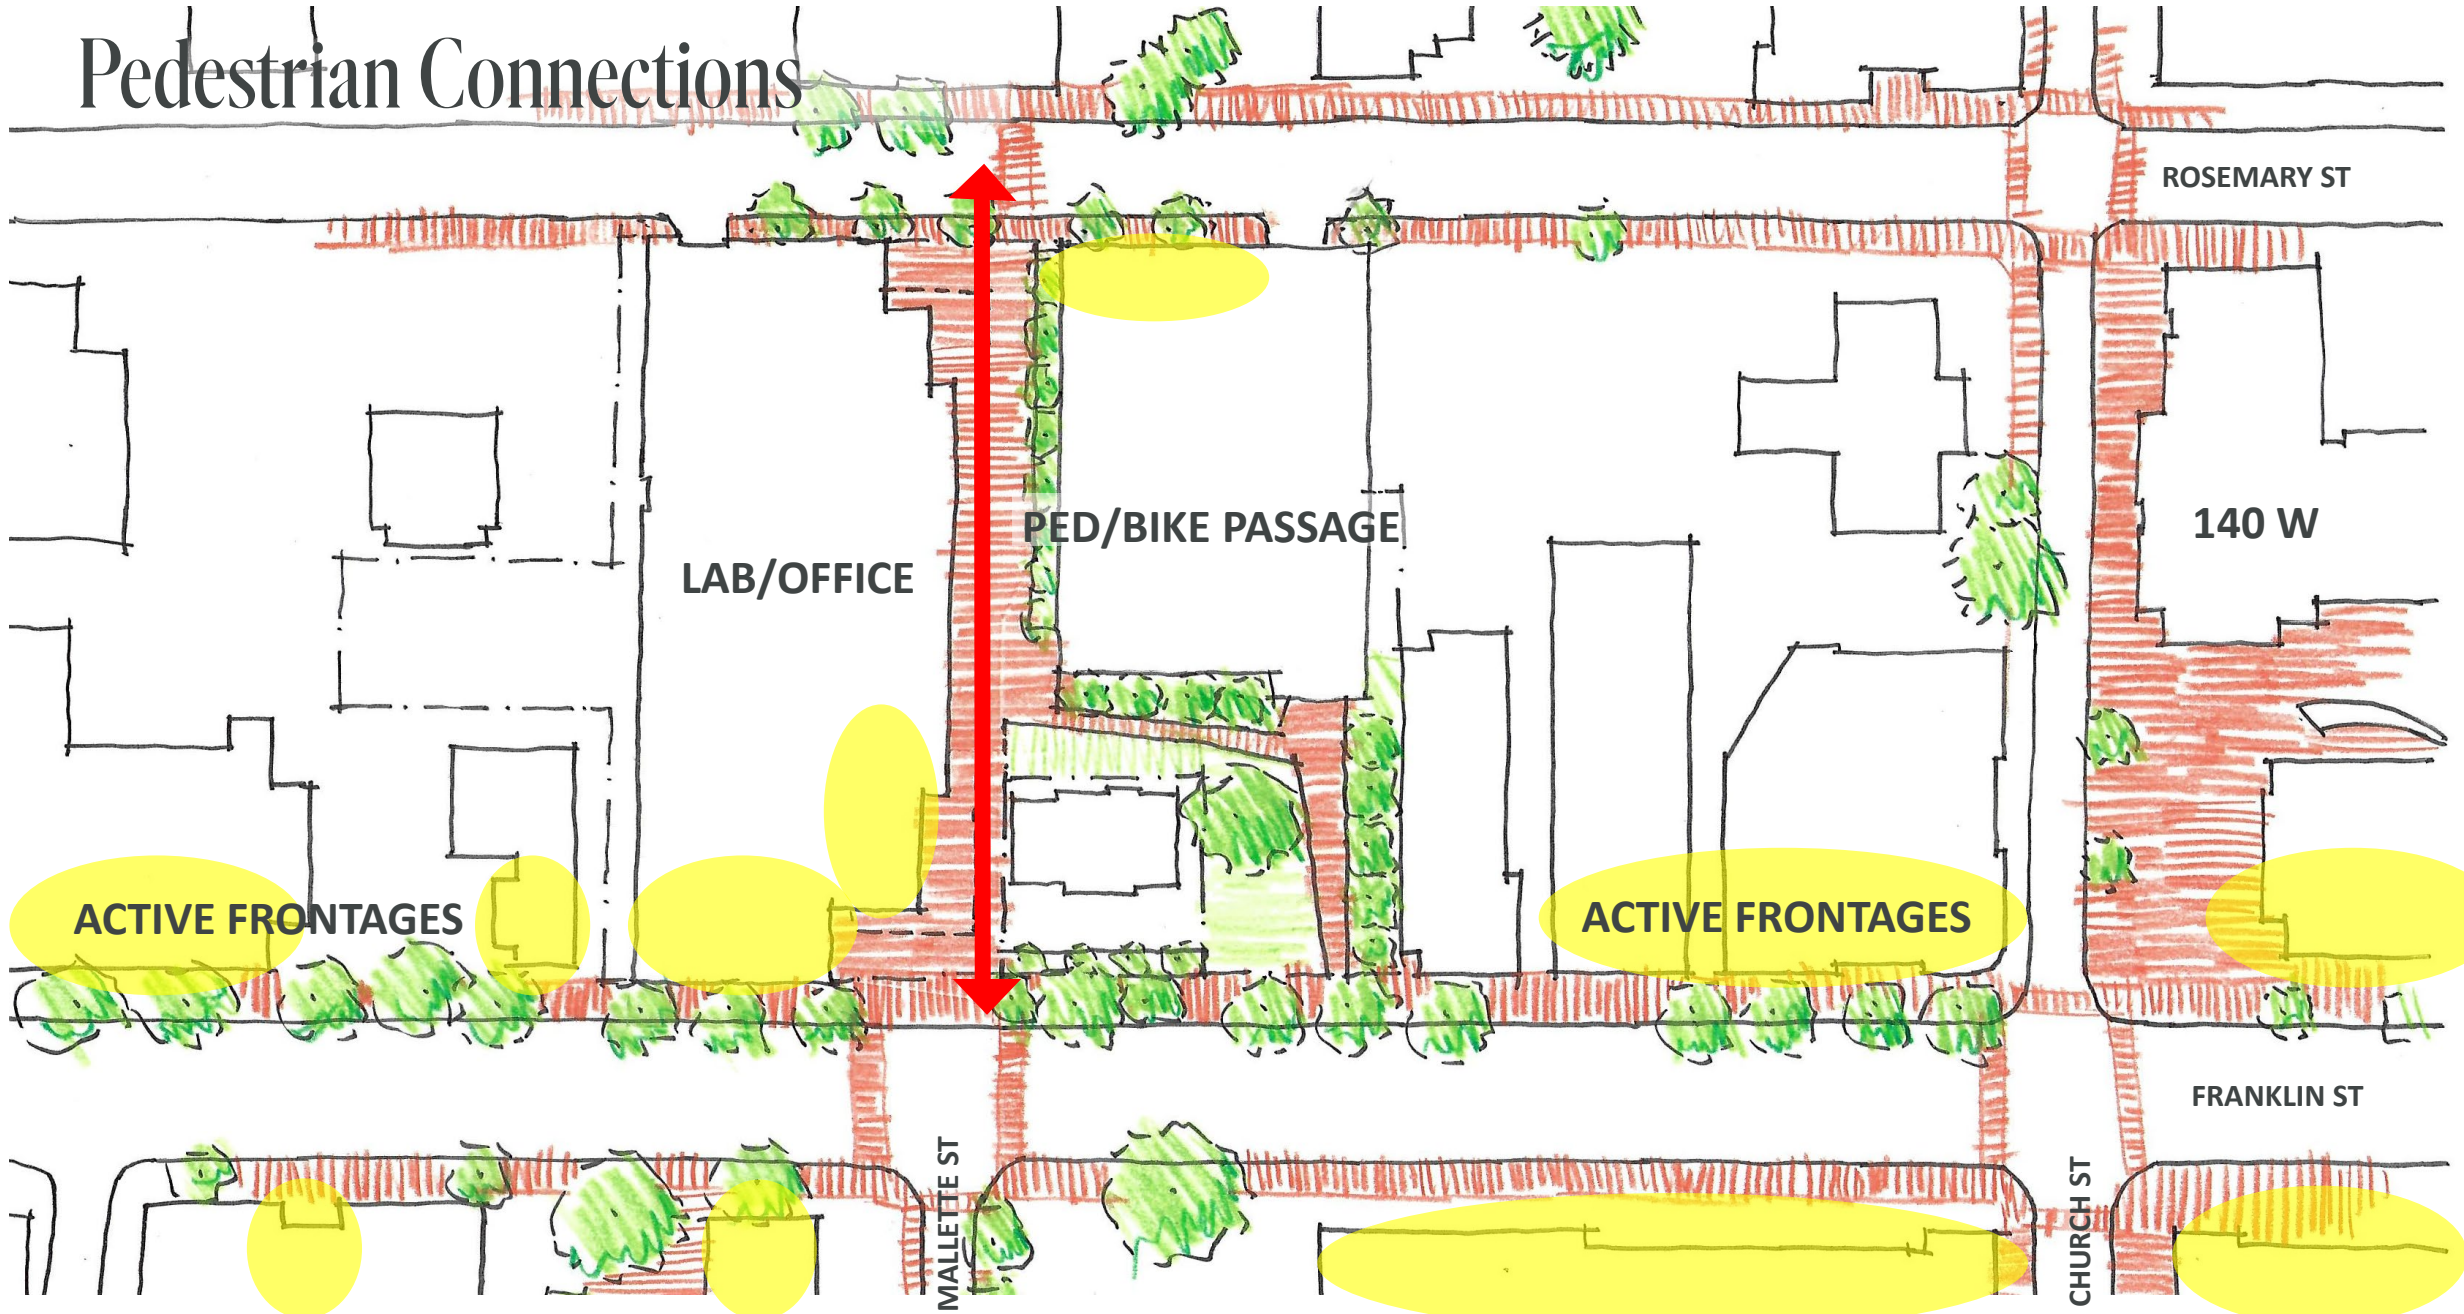 Pedestrian Connections
ROSEMARY ST
PED/BIKE PASSAGE
140 W
LAB/OFFICE
ACTIVE FRONTAGES
ACTIVE FRONTAGES
FRANKLIN ST
MALLETTE ST
CHURCH ST